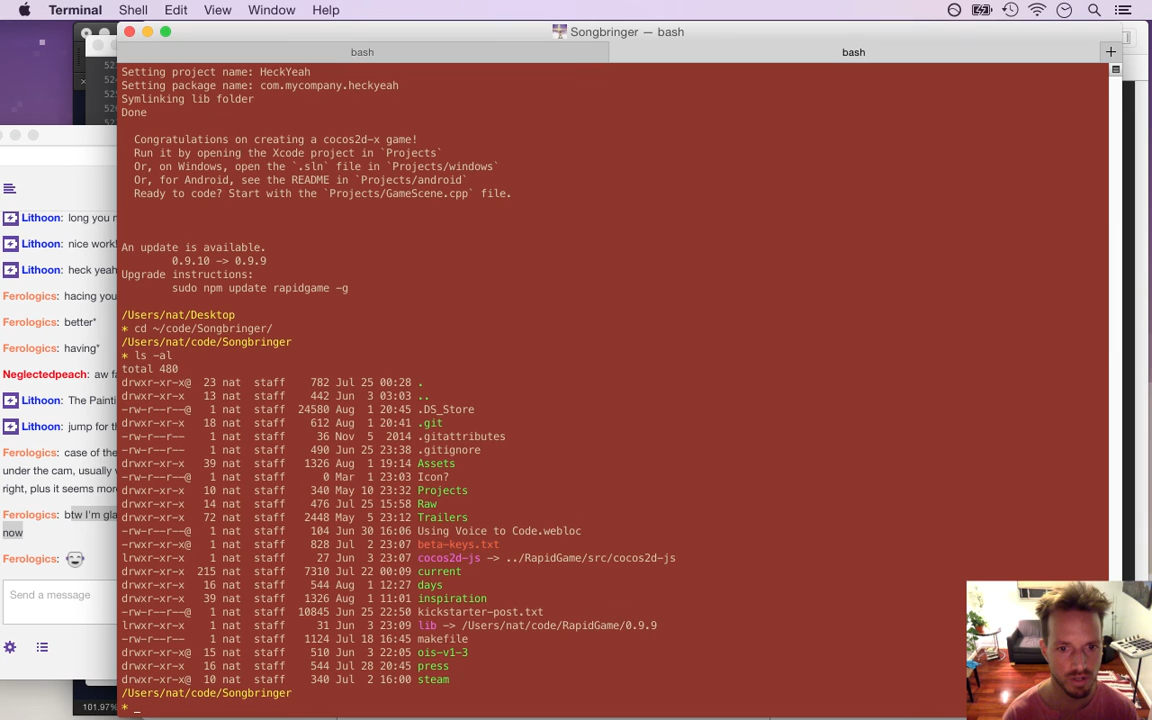 Terminal Shell Edit View Window Help
Songbringer — bash
bash bash +
Setting project name: HeckYeah
Setting package name: com.mycompany.heckyeah
Symlinking lib folder
Done
Congratulations on creating a cocos2d-x game!
Run it by opening the Xcode project in `Projects`
Or, on Windows, open the `.sln` file in `Projects/windows`
Or, for Android, see the README in `Projects/android`
Ready to code? Start with the `Projects/GameScene.cpp` file.
An update is available.
0.9.10 -> 0.9.9
Upgrade instructions:
sudo npm update rapidgame -g
/Users/nat/Desktop
* cd ~/code/Songbringer/
/Users/nat/code/Songbringer
* ls -al
total 480
drwxr-xr-x@ 23 nat staff 782 Jul 25 00:28 .
drwxr-xr-x 13 nat staff 442 Jun 3 03:03 ..
-rw-r--r--@ 1 nat staff 24580 Aug 1 20:45 .DS_Store
drwxr-xr-x 18 nat staff 612 Aug 1 20:41 .git
-rw-r--r-- 1 nat staff 36 Nov 5 2014 .gitattributes
-rw-r--r-- 1 nat staff 490 Jun 25 23:38 .gitignore
drwxr-xr-x 39 nat staff 1326 Aug 1 19:14 Assets
-rw-r--r--@ 1 nat staff 0 Mar 1 23:03 Icon?
drwxr-xr-x 10 nat staff 340 May 10 23:32 Projects
drwxr-xr-x 14 nat staff 476 Jul 25 15:58 Raw
drwxr-xr-x 72 nat staff 2448 May 5 23:12 Trailers
-rw-r--r--@ 1 nat staff 104 Jun 30 16:06 Using Voice to Code.webloc
-rw-r--r--@ 1 nat staff 828 Jul 2 23:07 beta-keys.txt
lrwxr-xr-x 1 nat staff 27 Jun 3 23:07 cocos2d-js -> ../RapidGame/src/cocos2d-js
drwxr-xr-x 215 nat staff 7310 Jul 22 00:09 current
drwxr-xr-x 16 nat staff 544 Aug 1 12:27 days
drwxr-xr-x 39 nat staff 1326 Aug 1 11:01 inspiration
-rw-r--r--@ 1 nat staff 10845 Jun 25 22:50 kickstarter-post.txt
lrwxr-xr-x 1 nat staff 31 Jun 3 23:09 lib -> /Users/nat/code/RapidGame/0.9.9
-rw-r--r-- 1 nat staff 1124 Jul 18 16:45 makefile
drwxr-xr-x@ 15 nat staff 510 Jun 3 22:05 ois-v1-3
drwxr-xr-x 16 nat staff 544 Jul 28 20:45 press
drwxr-xr-x@ 10 nat staff 340 Jul 2 16:00 steam
/Users/nat/code/Songbringer
* _
Lithoon: long you
Lithoon: nice work!
Lithoon: heck yeah
Ferologics: hacing you
Ferologics: better*
Ferologics: having*
Neglectedpeach: aw
Lithoon: The Painti
Lithoon: jump for th
Ferologics: case of the
under the cam, usually
right, plus it seems more
Ferologics: btw I'm gla
now
Ferologics:
Send a message
101.97%